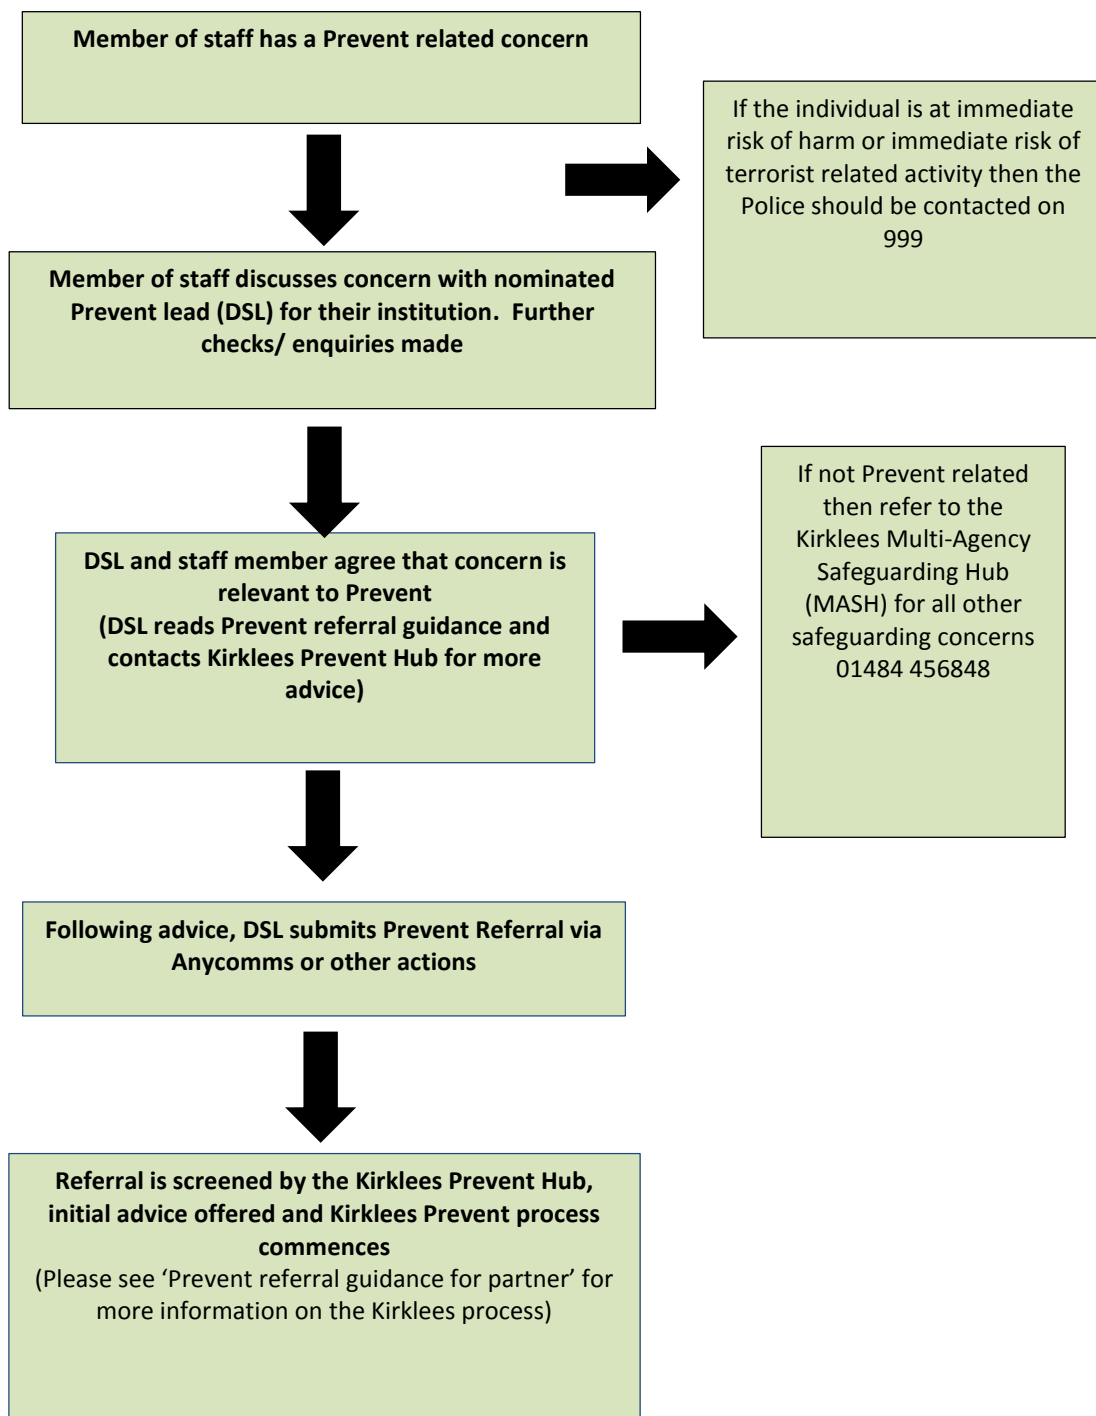 Member of staff has a Prevent related concern
If the individual is at immediate
risk of harm or immediate risk of
terrorist related activity then the
Police should be contacted on
999
Member of staff discusses concern with nominated
Prevent lead (DSL) for their institution.  Further
checks/ enquiries made
DSL and staff member agree that concern is
relevant to Prevent
(DSL reads Prevent referral guidance and
contacts Kirklees Prevent Hub for more
advice)
If not Prevent related
then refer to the
Kirklees Multi-Agency
Safeguarding Hub
(MASH) for all other
safeguarding concerns
01484 456848
Following advice, DSL submits Prevent Referral via
Anycomms or other actions
Referral is screened by the Kirklees Prevent Hub,
initial advice offered and Kirklees Prevent process
commences
(Please see ‘Prevent referral guidance for partner’ for
more information on the Kirklees process)